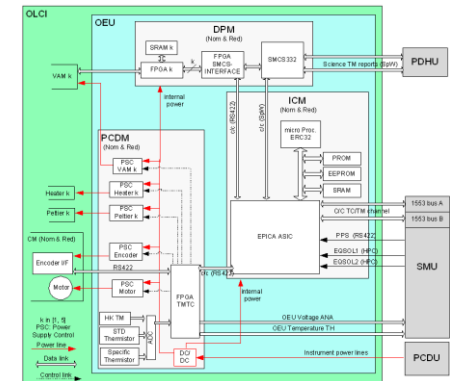 OLCI
OEU
DPM
(Nom & Red)
SRAM k
FPGA k
k
FPGA
SMCS-
INTERFACE
SMCS332
Science TM reports (SpW)
PDHU
VAM k
internal
power
c/c (RS422)
c/c (SpW)
ICM
(Nom & Red)
micro Pros.
ERC32
PROM
EEPROM
SRAM
PCDM
(Nom & Red)
PSC
VAM k
PSC
Heater k
PSC
Peltier k
PSC
Encoder
PSC
Motor
Heater k
Peltier k
CM (Nom & Red)
Encoder I/F
Motor
RS422
FPGA
TMTC
c/c (RS422)
EPICA ASIC
1553 bus A
C/C TC/TM channel
1553 bus B
PPS (RS422)
EQSOL1 (HPC)
EQSOL2 (HPC)
SMU
internal
power
k in [1, 5]
PSC: Power
Supply Control
Power line
Data link
Control link
HK TM
STD
Thermistor
Specific
Thermistor
ADC
DC/
DC
OEU Voltage ANA
OEU Temperature TH
Instrument power lines
PCDU